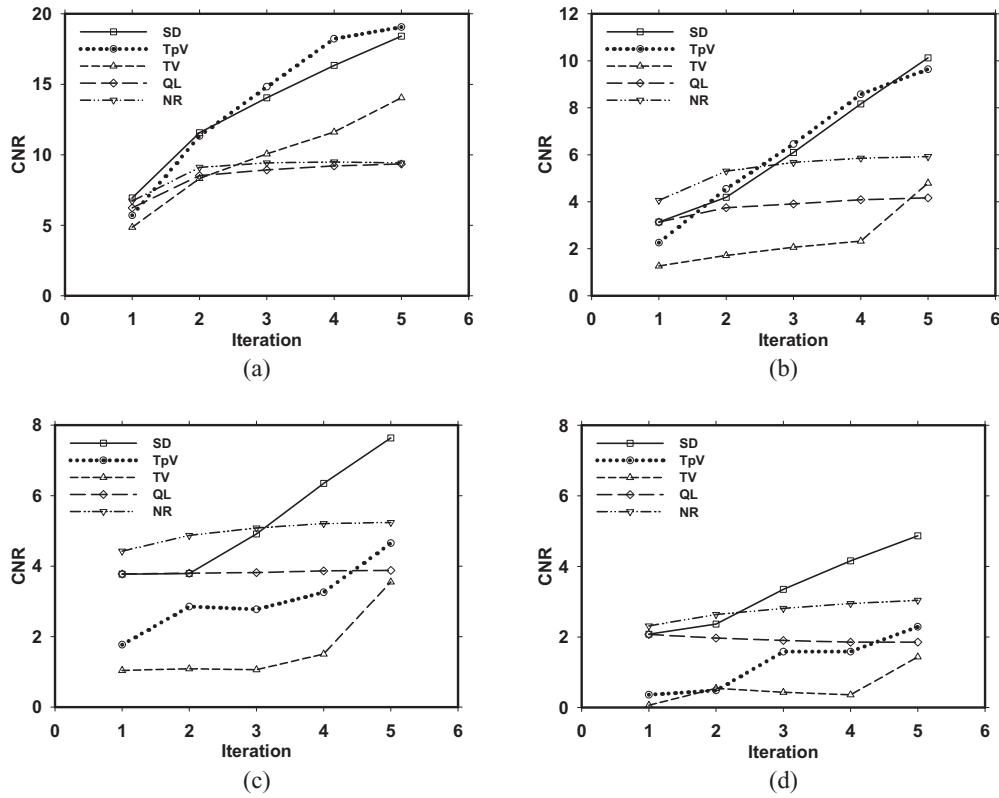 20
15
10
5
0
CNR
SD
TpV
TV
QL
NR
0 1 2 3 4 5 6
Iteration
(a)
12
10
8
6
4
2
0
CNR
SD
TpV
TV
QL
NR
0 1 2 3 4 5 6
Iteration
(b)
8
6
4
2
0
CNR
SD
TpV
TV
QL
NR
0 1 2 3 4 5 6
Iteration
(c)
8
6
4
2
0
CNR
SD
TpV
TV
QL
NR
0 1 2 3 4 5 6
Iteration
(d)